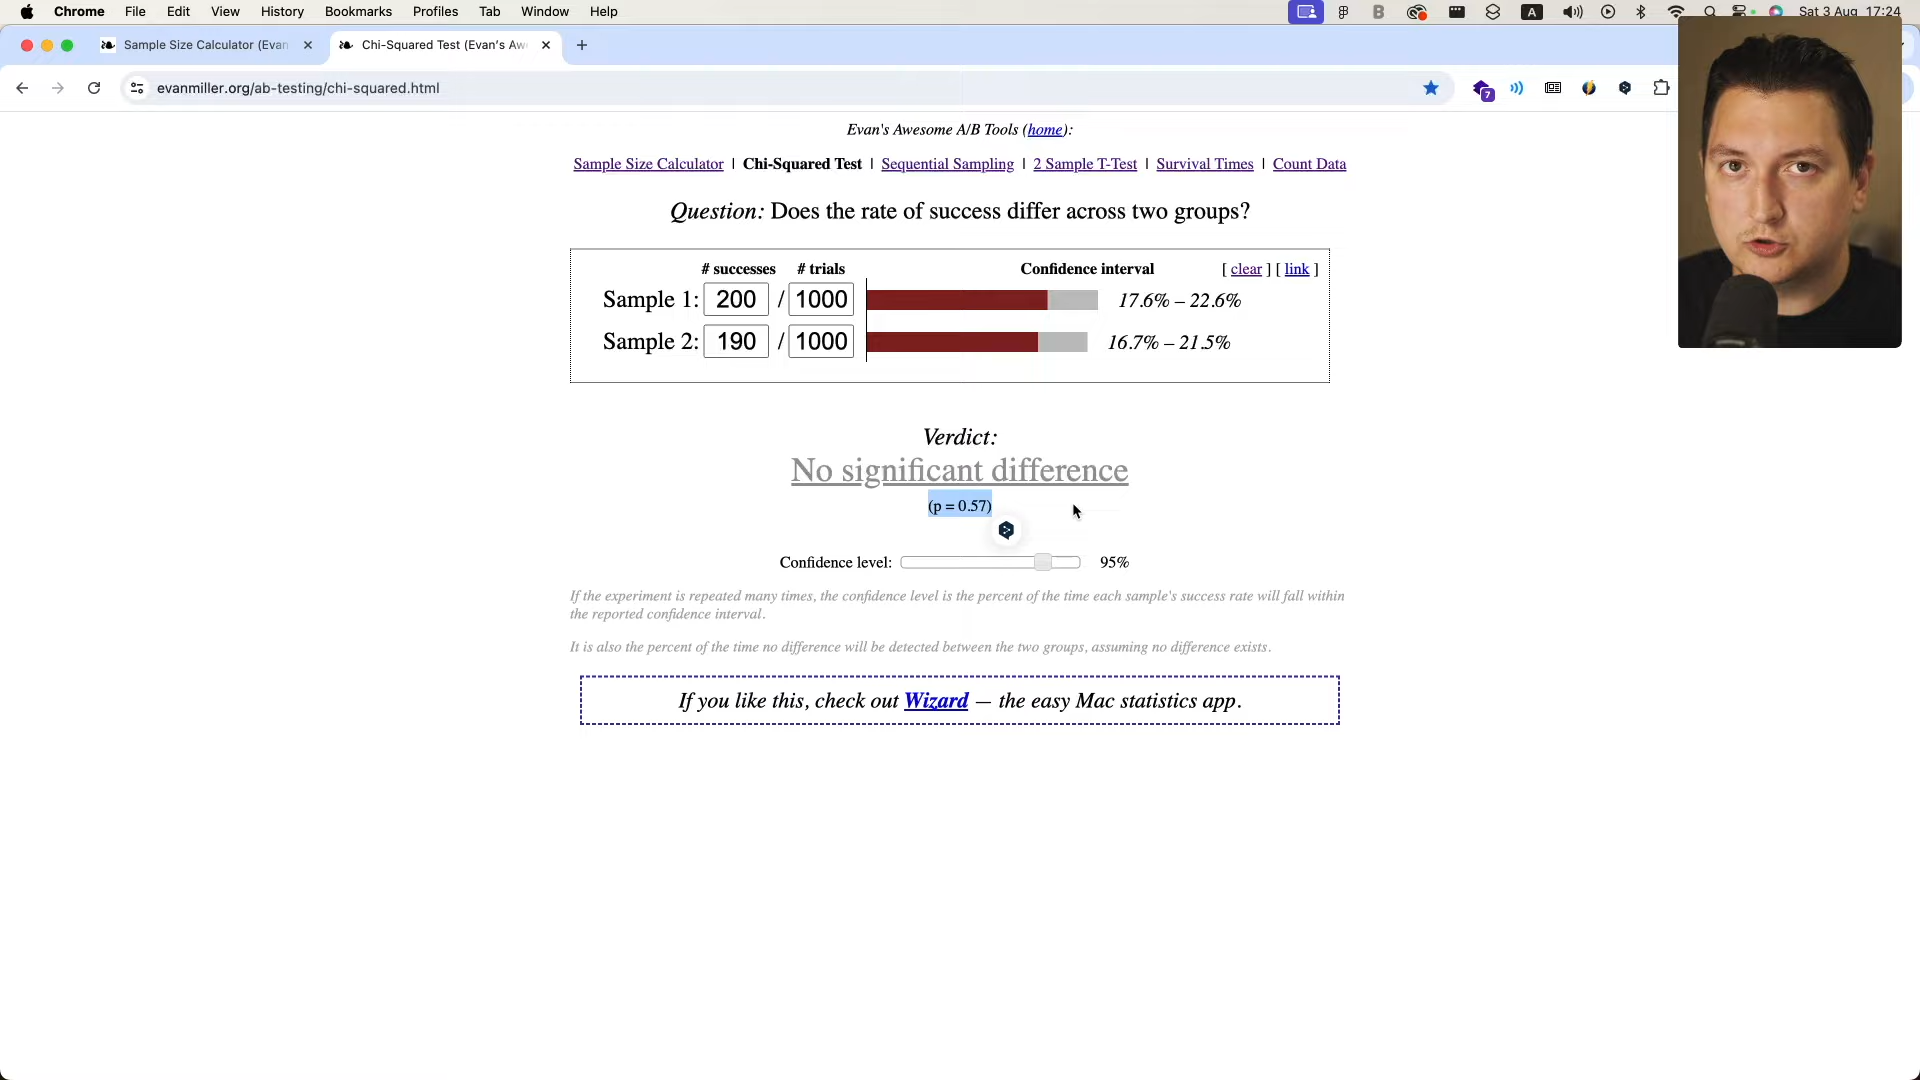 Chrome File Edit View History Bookmarks Profiles Tab Window Help
A Sat 3 Aug 17:24
Sample Size Calculator (Evan
Chi-Squared Test (Evan's Aw
evanmiller.org/ab-testing/chi-squared.html
7
Evan's Awesome A/B Tools (home):
Sample Size Calculator | Chi-Squared Test | Sequential Sampling | 2 Sample T-Test | Survival Times | Count Data
Question: Does the rate of success differ across two groups?
# successes # trials Confidence interval [ clear ] [ link ]
Sample 1: 200 / 1000 17.6% – 22.6%
Sample 2: 190 / 1000 16.7% – 21.5%
Verdict:
No significant difference
(p = 0.57)
Confidence level: 95%
If the experiment is repeated many times, the confidence level is the percent of the time each sample's success rate will fall within
the reported confidence interval.
It is also the percent of the time no difference will be detected between the two groups, assuming no difference exists.
If you like this, check out Wizard — the easy Mac statistics app.